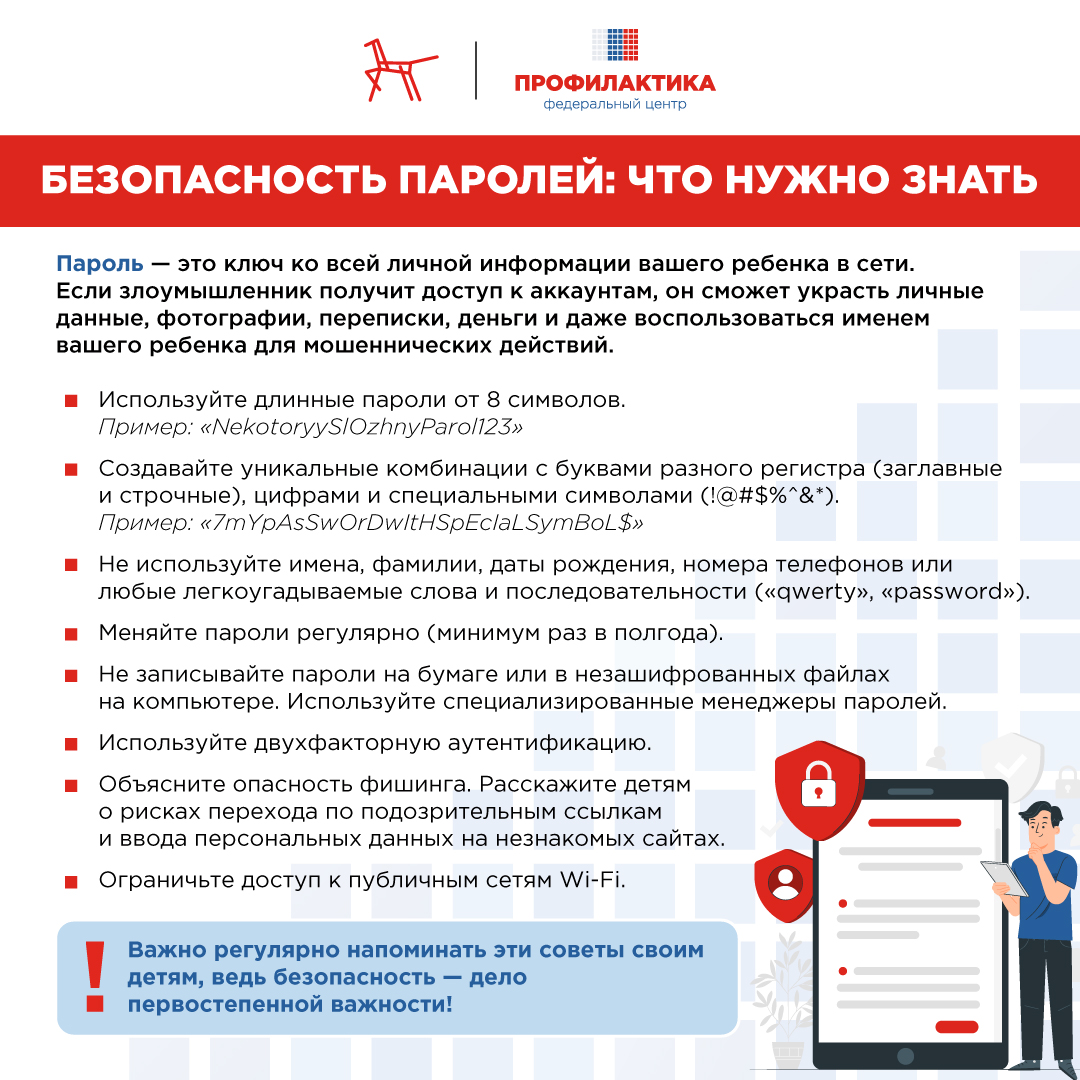 ПРОФИЛАКТИКА
федеральный центр
БЕЗОПАСНОСТЬ ПАРОЛЕЙ: ЧТО НУЖНО ЗНАТЬ
Пароль — это ключ ко всей личной информации вашего ребенка в сети.
Если злоумышленник получит доступ к аккаунтам, он сможет украсть личные
данные, фотографии, переписки, деньги и даже воспользоваться именем
вашего ребенка для мошеннических действий.
Используйте длинные пароли от 8 символов.
Пример: «NekotoryySlOzhnyParol123»
Создавайте уникальные комбинации с буквами разного регистра (заглавные
и строчные), цифрами и специальными символами (!@#$%^&*).
Пример: «7mYpAsSwOrDwItHSpEcIaLSymBoL$»
Не используйте имена, фамилии, даты рождения, номера телефонов или
любые легкоугадываемые слова и последовательности («qwerty», «password»).
Меняйте пароли регулярно (минимум раз в полгода).
Не записывайте пароли на бумаге или в незашифрованных файлах
на компьютере. Используйте специализированные менеджеры паролей.
Используйте двухфакторную аутентификацию.
Объясните опасность фишинга. Расскажите детям
о рисках перехода по подозрительным ссылкам
и ввода персональных данных на незнакомых сайтах.
Ограничьте доступ к публичным сетям Wi-Fi.
! Важно регулярно напоминать эти советы своим
детям, ведь безопасность — дело
первостепенной важности!